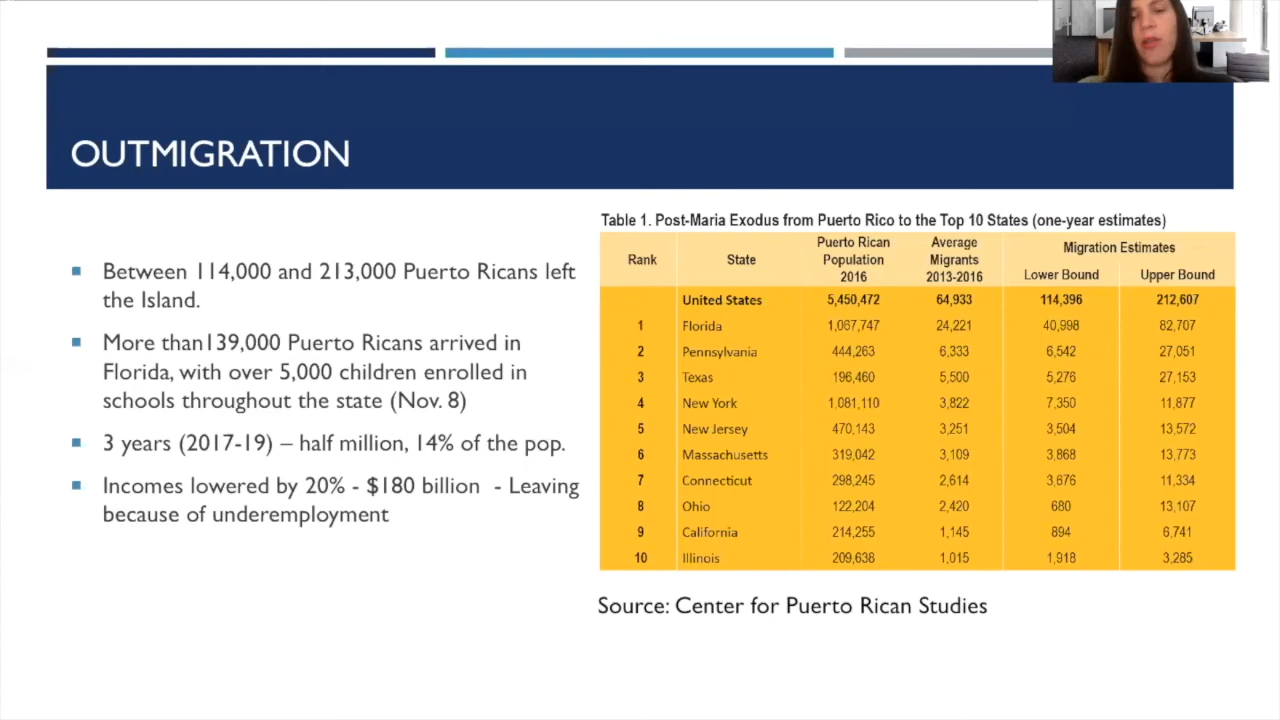 OUTMIGRATION
Between 114,000 and 213,000 Puerto Ricans left
the Island.
More than139,000 Puerto Ricans arrived in
Florida, with over 5,000 children enrolled in
schools throughout the state (Nov. 8)
3 years (2017-19) – half million, 14% of the pop.
Incomes lowered by 20% - $180 billion - Leaving
because of underemployment
Table 1. Post-Maria Exodus from Puerto Rico to the Top 10 States (one-year estimates)
Rank State Puerto Rican Population 2016 Average Migrants 2013-2016 Migration Estimates
Lower Bound Upper Bound
United States 5,450,472 64,933 114,396 212,607
1 Florida 1,067,747 24,221 40,998 82,707
2 Pennsylvania 444,263 6,333 6,542 27,051
3 Texas 196,460 5,500 5,276 27,153
4 New York 1,081,110 3,822 7,350 11,877
5 New Jersey 470,143 3,251 3,504 13,572
6 Massachusetts 319,042 3,109 3,868 13,773
7 Connecticut 298,245 2,614 3,676 11,334
8 Ohio 122,204 2,420 680 13,107
9 California 214,255 1,145 894 6,741
10 Illinois 209,638 1,015 1,918 3,285
Source: Center for Puerto Rican Studies